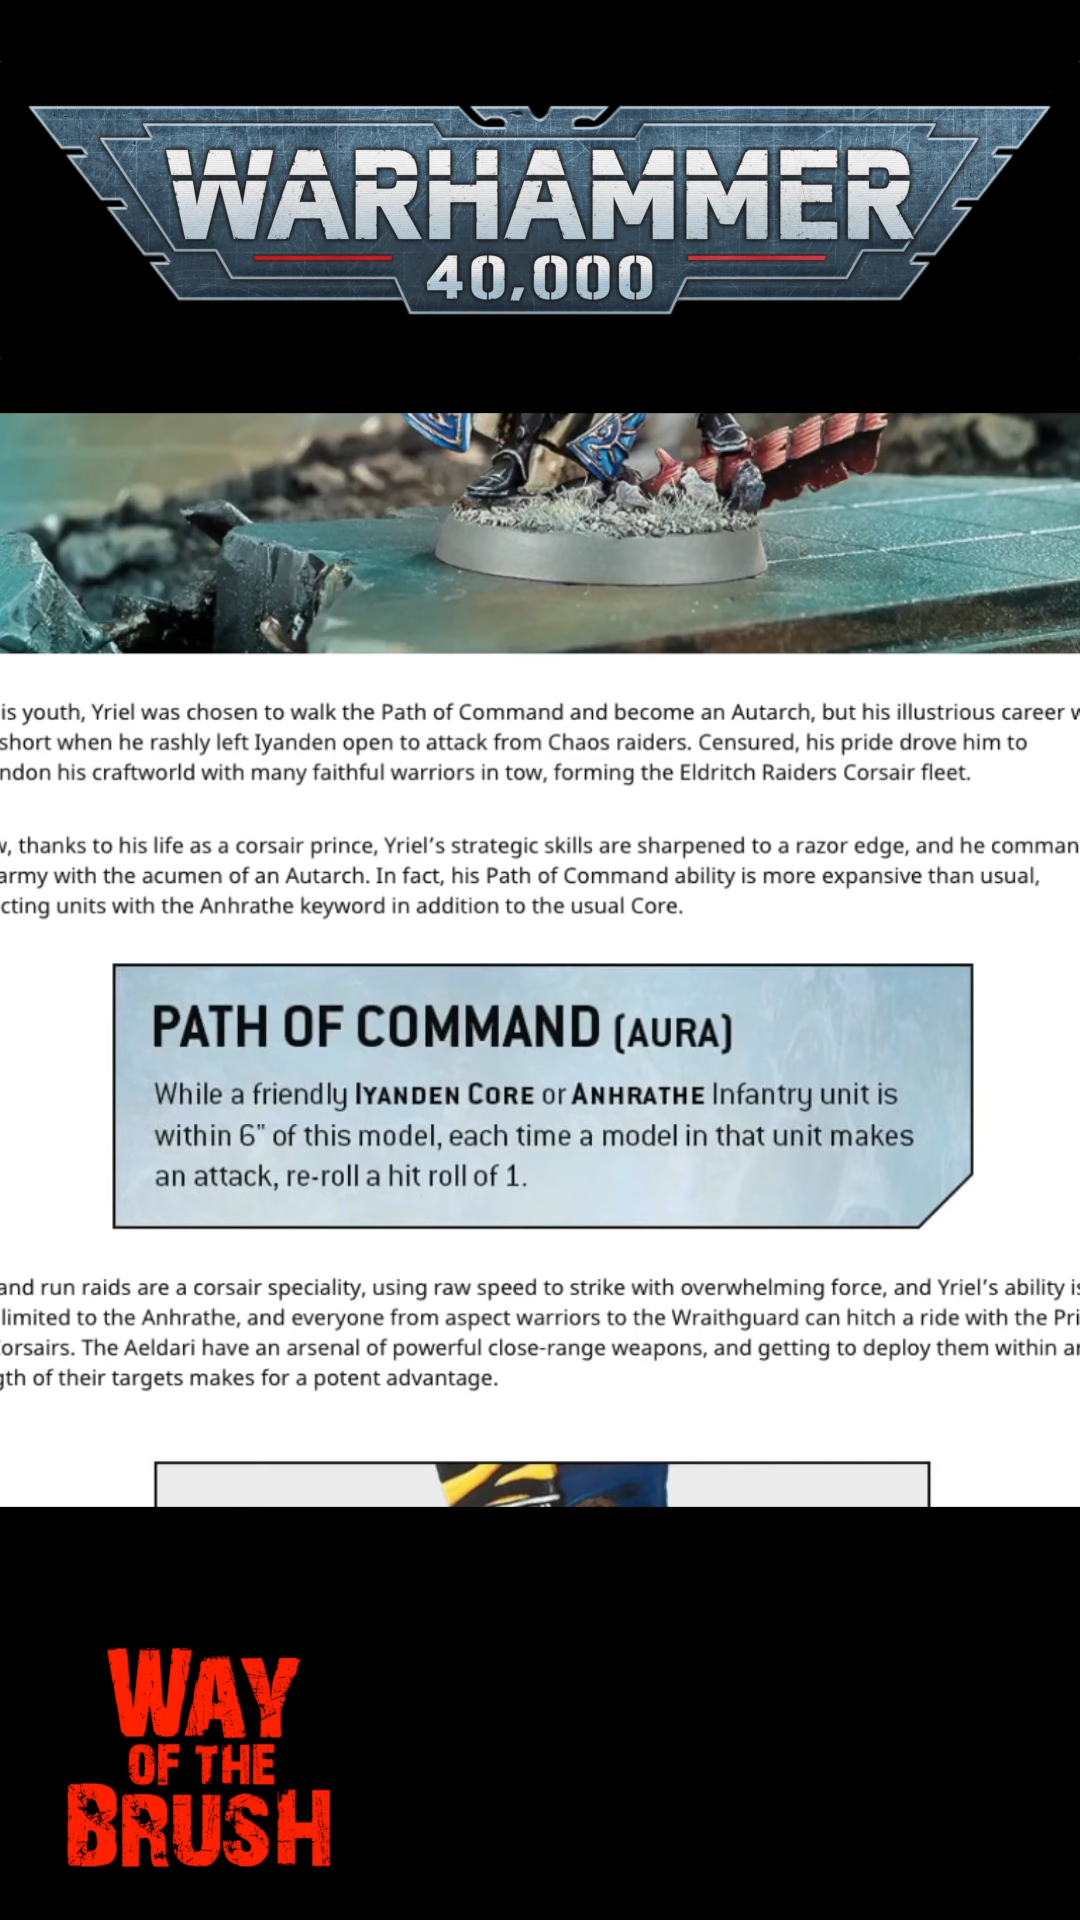 WARHAMMER
40,000
is youth, Yriel was chosen to walk the Path of Command and become an Autarch, but his illustrious career
short when he rashly left Iyanden open to attack from Chaos raiders. Censured, his pride drove him to
ndon his craftworld with many faithful warriors in tow, forming the Eldritch Raiders Corsair fleet.
w, thanks to his life as a corsair prince, Yriel's strategic skills are sharpened to a razor edge, and he comman
army with the acumen of an Autarch. In fact, his Path of Command ability is more expansive than usual,
cting units with the Anhrathe keyword in addition to the usual Core.
PATH OF COMMAND (AURA)
While a friendly IYANDEN CORE or ANHRATHE Infantry unit is
within 6" of this model, each time a model in that unit makes
an attack, re-roll a hit roll of 1.
and run raids are a corsair speciality, using raw speed to strike with overwhelming force, and Yriel's ability is
limited to the Anhrathe, and everyone from aspect warriors to the Wraithguard can hitch a ride with the Pri
orsairs. The Aeldari have an arsenal of powerful close-range weapons, and getting to deploy them within ar
gth of their targets makes for a potent advantage.
WAY
OF THE
BRUSH